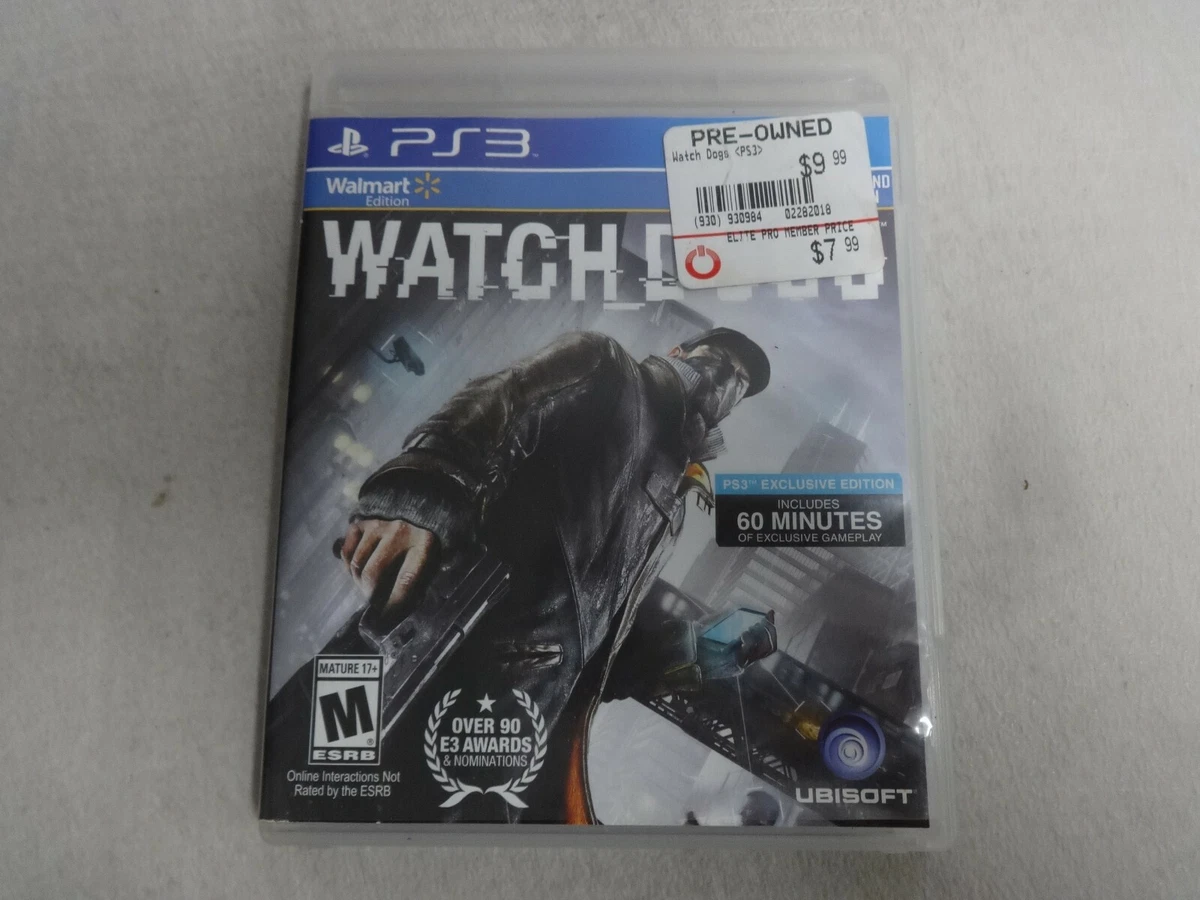 PS3
PRE-OWNED
Watch Dogs <PS3>
$9 99
(930) 930984 02282018
ELITE PRO MEMBER PRICE
$7 99
Walmart
Edition
ND
WATCH_D
PS3™ EXCLUSIVE EDITION
INCLUDES
60 MINUTES
OF EXCLUSIVE GAMEPLAY
MATURE 17+
M
®
ESRB
Online Interactions Not
Rated by the ESRB
OVER 90
E3 AWARDS
& NOMINATIONS
UBISOFT